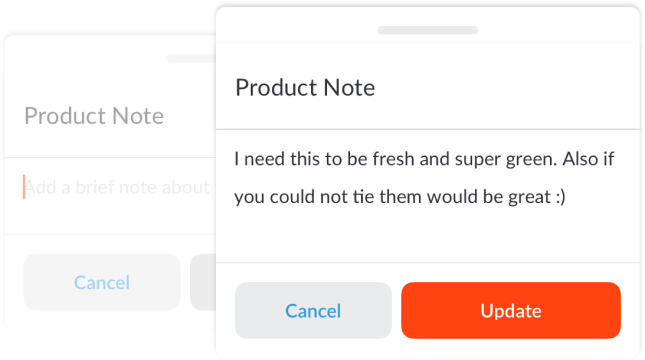 Product Note
Add a brief note about
Cancel
Product Note
I need this to be fresh and super green. Also if
you could not tie them would be great :)
Cancel
Update